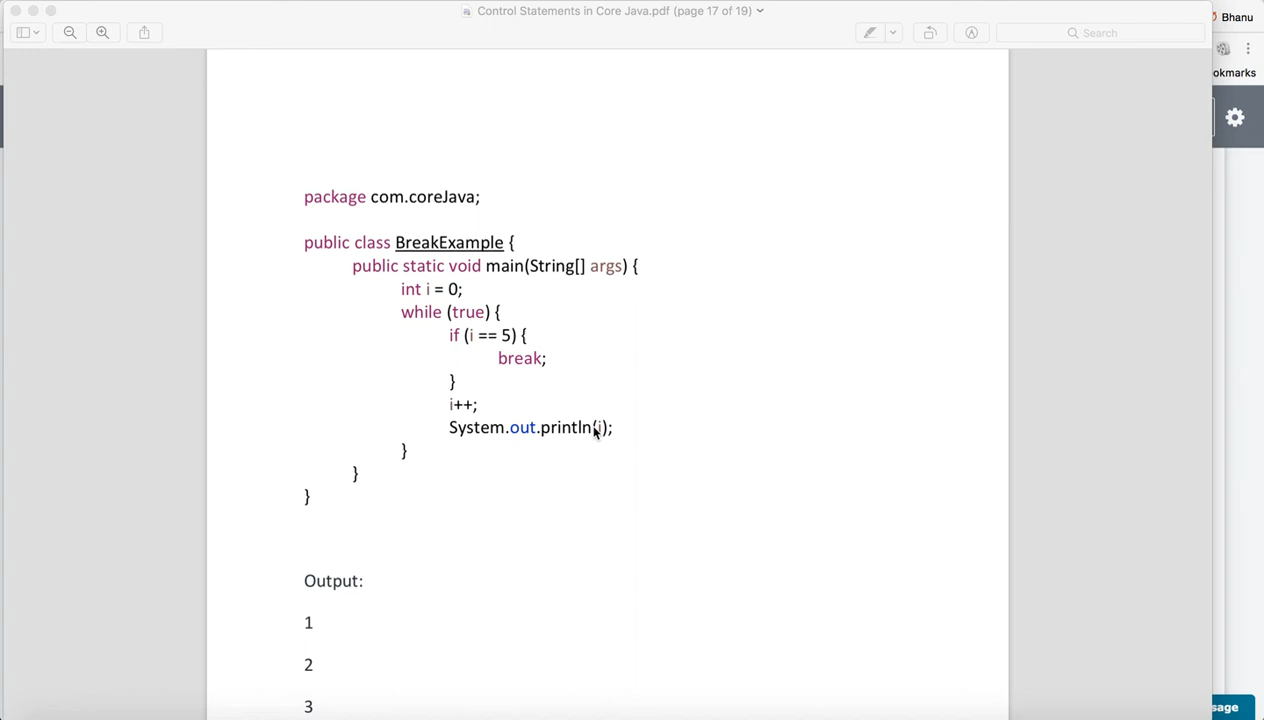 Control Statements in Core Java.pdf (page 17 of 19)
Bhanu
Search
okmarks
package com.coreJava;
public class BreakExample {
public static void main(String[] args) {
int i = 0;
while (true) {
if (i == 5) {
break;
}
i++;
System.out.println(i);
}
}
}
Output:
1
2
3
sage